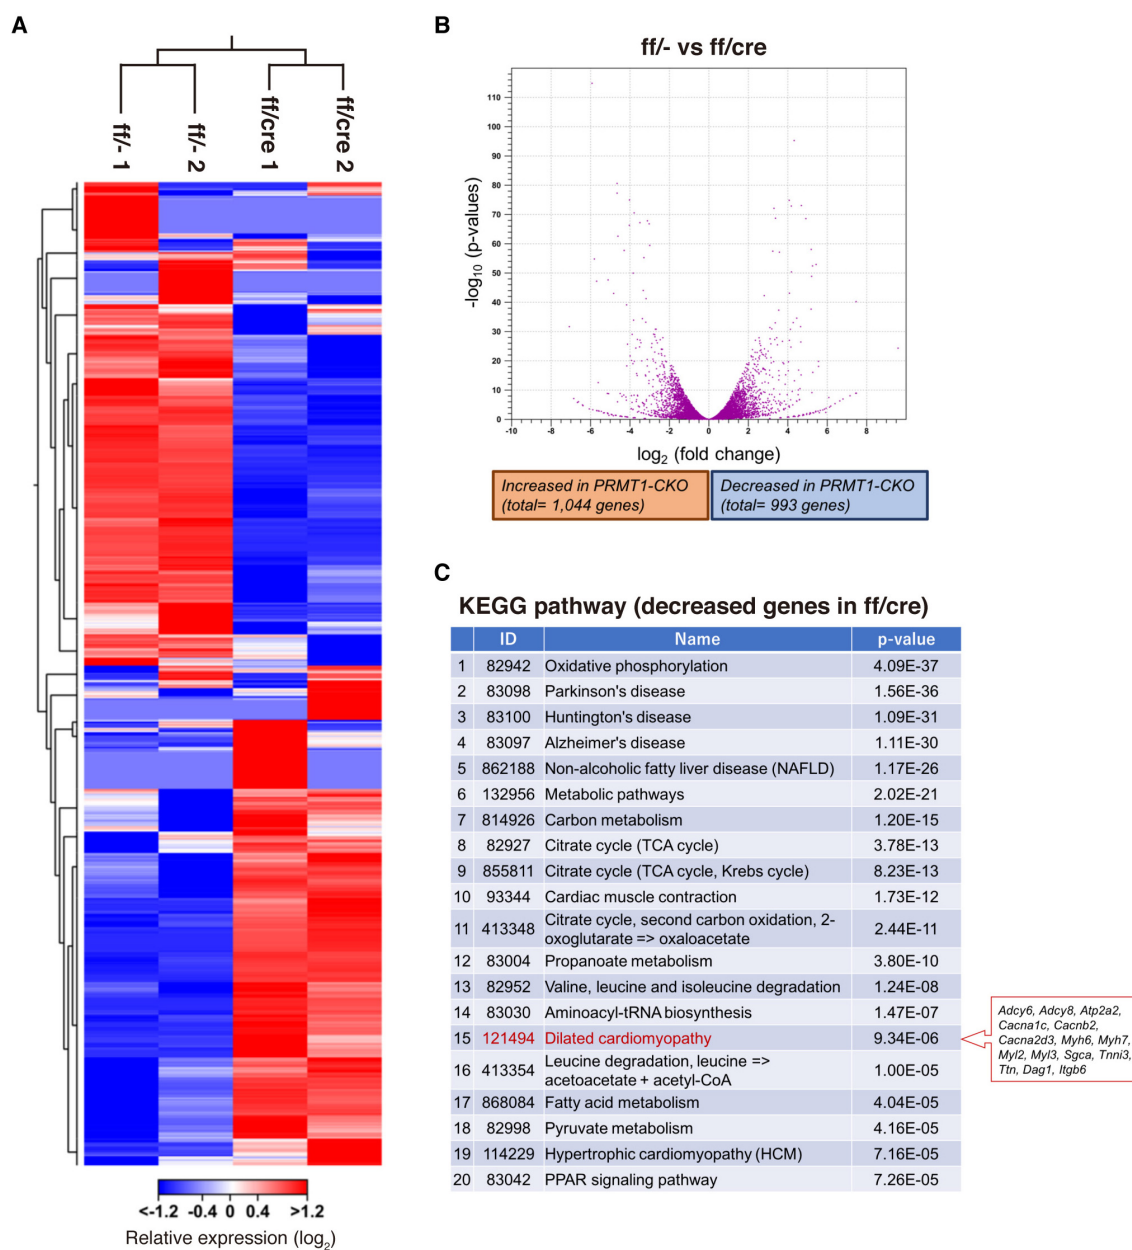 A
ff/- 1
ff/- 2
ff/cre 1
ff/cre 2
<-1.2 -0.4 0 0.4 >1.2
Relative expression (log2)
B
ff/- vs ff/cre
-log10 (p-values)
110
100
90
80
70
60
50
40
30
20
10
0
-10 -8 -6 -4 -2 0 2 4 6 8
log2 (fold change)
Increased in PRMT1-CKO
(total= 1,044 genes)
Decreased in PRMT1-CKO
(total= 993 genes)
C
KEGG pathway (decreased genes in ff/cre)
ID Name p-value
1 82942 Oxidative phosphorylation 4.09E-37
2 83098 Parkinson's disease 1.56E-36
3 83100 Huntington's disease 1.09E-31
4 83097 Alzheimer's disease 1.11E-30
5 862188 Non-alcoholic fatty liver disease (NAFLD) 1.17E-26
6 132956 Metabolic pathways 2.02E-21
7 814926 Carbon metabolism 1.20E-15
8 82927 Citrate cycle (TCA cycle) 3.78E-13
9 855811 Citrate cycle (TCA cycle, Krebs cycle) 8.23E-13
10 93344 Cardiac muscle contraction 1.73E-12
11 413348 Citrate cycle, second carbon oxidation, 2-
oxoglutarate => oxaloacetate 2.44E-11
12 83004 Propanoate metabolism 3.80E-10
13 82952 Valine, leucine and isoleucine degradation 1.24E-08
14 83030 Aminoacyl-tRNA biosynthesis 1.47E-07
15 121494 Dilated cardiomyopathy 9.34E-06
16 413354 Leucine degradation, leucine =>
acetoacetate + acetyl-CoA 1.00E-05
17 868084 Fatty acid metabolism 4.04E-05
18 82998 Pyruvate metabolism 4.16E-05
19 114229 Hypertrophic cardiomyopathy (HCM) 7.16E-05
20 83042 PPAR signaling pathway 7.26E-05
Adcy6, Adcy8, Atp2a2,
Cacna1c, Cacnb2,
Cacna2d3, Myh6, Myh7,
Myl2, Myl3, Sgca, Tnni3,
Ttn, Dag1, Itgb6